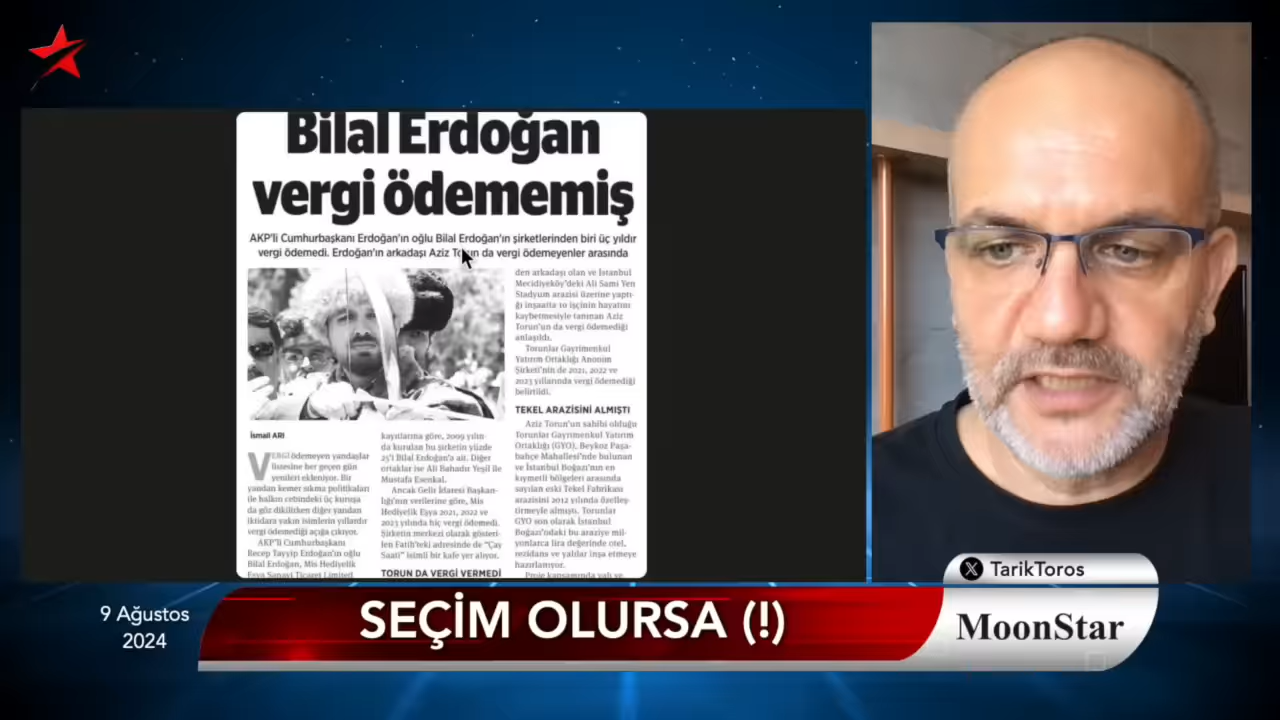 Bilal Erdoğan
vergi ödememiş
AKP'li Cumhurbaşkanı Erdoğan'ın oğlu Bilal Erdoğan'ın şirketlerinden biri üç yıldır
vergi ödemedi. Erdoğan'ın arkadaşı Aziz Torun da vergi ödemeyenler arasında
İsmail ARI
VERGİ ödemeyen yandaşlar
listesine her geçen gün
yenileri ekleniyor. Bir
yandan kemer sıkma politikaları
ile halkın cebindeki üç kuruşa
da göz dikilirken diğer yandan
iktidara yakın isimlerin yıllardır
vergi ödemediği açığa çıkıyor.
AKP'li Cumhurbaşkanı
Recep Tayyip Erdoğan'ın oğlu
Bilal Erdoğan, Mis Hediyelik
Eşya Sanayi Ticaret Limited
kayıtlarına göre, 2009 yılın-
da kurulan bu şirketin yüzde
25'i Bilal Erdoğan'a ait. Diğer
ortaklar ise Ali Bahadır Yeşil ile
Mustafa Esenkal.
Ancak Gelir İdaresi Başkan-
lığı'nın verilerine göre, Mis
Hediyelik Eşya 2021, 2022 ve
2023 yılında hiç vergi ödemedi.
Şirketin merkezi olarak gösteri-
len Fatih'teki adresinde de "Çay
Saati" isimli bir kafe yer alıyor.
TORUN DA VERGİ VERMEDİ
den arkadaşı olan ve İstanbul
Mecidiyeköy'deki Ali Sami Yen
Stadyum arazisi üzerine yaptı-
ğı inşaatta 10 işçinin hayatını
kaybetmesiyle tanınan Aziz
Torun'un da vergi ödemediği
anlaşıldı.
Torunlar Gayrimenkul
Yatırım Ortaklığı Anonim
Şirketi'nin de 2021, 2022 ve
2023 yıllarında vergi ödemediği
belirtildi.
TEKEL ARAZİSİNİ ALMIŞTI
Aziz Torun'un sahibi olduğu
Torunlar Gayrimenkul Yatırım
Ortaklığı (GYO), Beykoz Paşa-
bahçe Mahallesi'nde bulunan
ve İstanbul Boğazı'nın en
kıymetli bölgeleri arasında
sayılan eski Tekel Fabrikası
arazisini 2012 yılında özelleş-
tirmeyle almıştı. Torunlar
GYO son olarak İstanbul
Boğazı'ndaki bu araziye mil-
yonlarca lira değerinde otel,
rezidans ve yalılar inşa etmeye
hazırlanıyor.
Proje kapsamında yalı ve
TarikToros
MoonStar
9 Ağustos
2024
SEÇİM OLURSA (!)